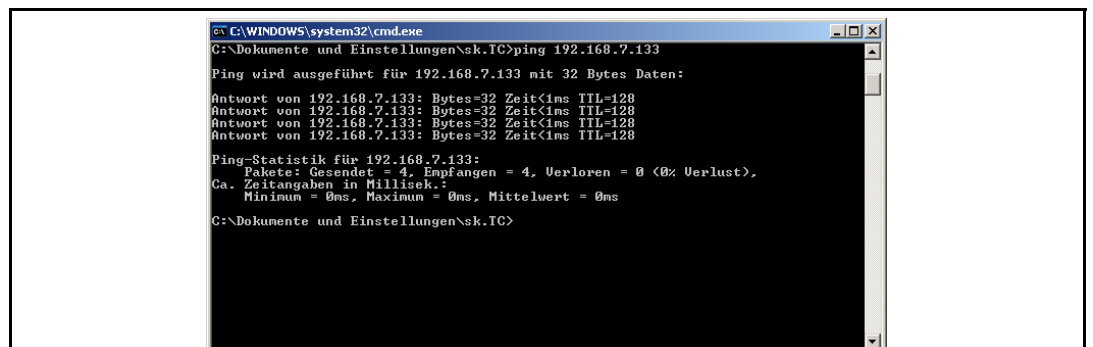 C:\WINDOWS\system32\cmd.exe
C:\Dokumente und Einstellungen\sk.TC>ping 192.168.7.133
Ping wird ausgeführt für 192.168.7.133 mit 32 Bytes Daten:
Antwort von 192.168.7.133: Bytes=32 Zeit<1ms TTL=128
Antwort von 192.168.7.133: Bytes=32 Zeit<1ms TTL=128
Antwort von 192.168.7.133: Bytes=32 Zeit<1ms TTL=128
Antwort von 192.168.7.133: Bytes=32 Zeit<1ms TTL=128
Ping-Statistik für 192.168.7.133:
Pakete: Gesendet = 4, Empfangen = 4, Verloren = 0 (0% Verlust),
Ca. Zeitangaben in Millisek.:
Minimum = 0ms, Maximum = 0ms, Mittelwert = 0ms
C:\Dokumente und Einstellungen\sk.TC>